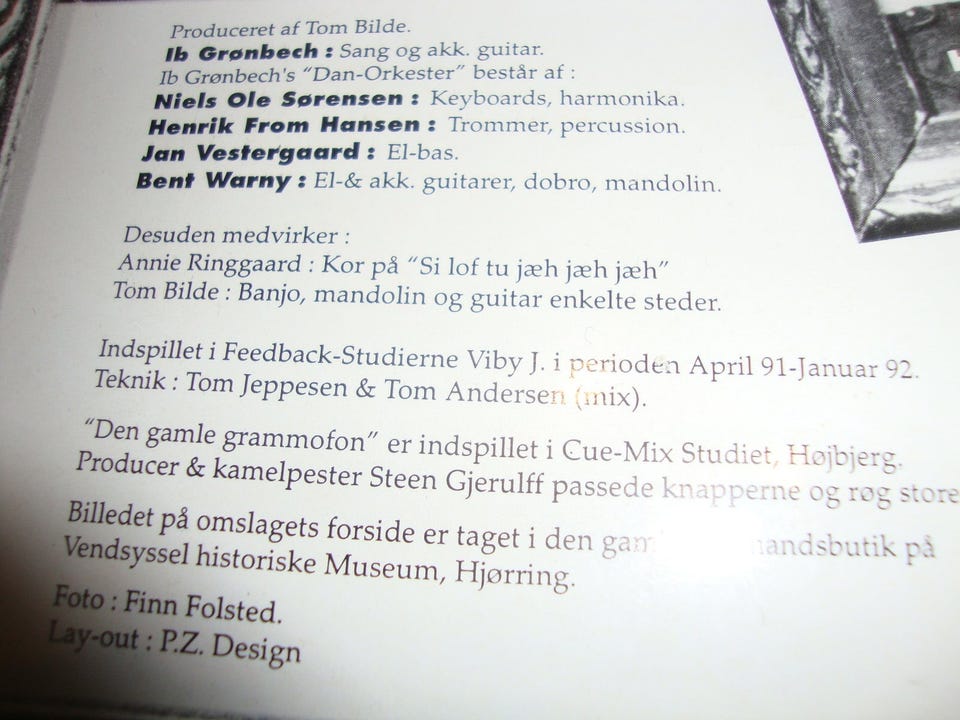 Produceret af Tom Bilde.
Ib Grønbech : Sang og akk. guitar.
Ib Grønbech's "Dan-Orkester" består af :
Niels Ole Sørensen : Keyboards, harmonika.
Henrik From Hansen : Trommer, percussion.
Jan Vestergaard : El-bas.
Bent Warny : El-& akk. guitarer, dobro, mandolin.
Desuden medvirker :
Annie Ringgaard : Kor på "Si lof tu jæh jæh jæh"
Tom Bilde : Banjo, mandolin og guitar enkelte steder.
Indspillet i Feedback-Studierne Viby J. i perioden April 91-Januar 92.
Teknik : Tom Jeppesen & Tom Andersen (mix).
"Den gamle grammofon" er indspillet i Cue-Mix Studiet, Højbjerg.
Producer & kamelpester Steen Gjerulff passede knapperne og røg store
Billedet på omslagets forside er taget i den på
Vendsyssel historiske Museum, Hjørring.
Foto : Finn Folsted.
Lay-out : P.Z. Design